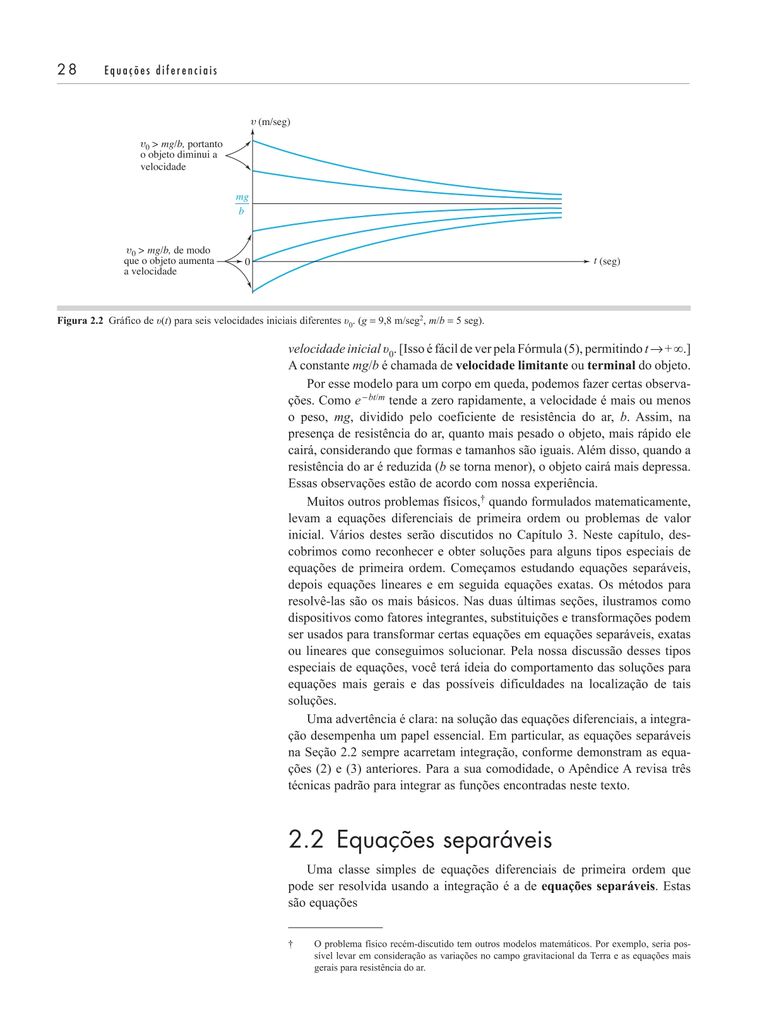 28 Equações diferenciais
υ (m/seg)
υ0 > mg/b, portanto
o objeto diminui a
velocidade
mg
b
υ0 > mg/b, de modo
que o objeto aumenta
a velocidade
0
t (seg)
Figura 2.2 Gráfico de υ(t) para seis velocidades iniciais diferentes υ0. (g = 9,8 m/seg², m/b = 5 seg).
velocidade inicial υ0. [Isso é fácil de ver pela Fórmula (5), permitindo t → + ∞.]
A constante mg/b é chamada de velocidade limitante ou terminal do objeto.
Por esse modelo para um corpo em queda, podemos fazer certas observa-
ções. Como e – bt/m tende a zero rapidamente, a velocidade é mais ou menos
o peso, mg, dividido pelo coeficiente de resistência do ar, b. Assim, na
presença de resistência do ar, quanto mais pesado o objeto, mais rápido ele
cairá, considerando que formas e tamanhos são iguais. Além disso, quando a
resistência do ar é reduzida (b se torna menor), o objeto cairá mais depressa.
Essas observações estão de acordo com nossa experiência.
Muitos outros problemas físicos,† quando formulados matematicamente,
levam a equações diferenciais de primeira ordem ou problemas de valor
inicial. Vários destes serão discutidos no Capítulo 3. Neste capítulo, des-
cobrimos como reconhecer e obter soluções para alguns tipos especiais de
equações de primeira ordem. Começamos estudando equações separáveis,
depois equações lineares e em seguida equações exatas. Os métodos para
resolvê-las são os mais básicos. Nas duas últimas seções, ilustramos como
dispositivos como fatores integrantes, substituições e transformações podem
ser usados para transformar certas equações em equações separáveis, exatas
ou lineares que conseguimos solucionar. Pela nossa discussão desses tipos
especiais de equações, você terá ideia do comportamento das soluções para
equações mais gerais e das possíveis dificuldades na localização de tais
soluções.
Uma advertência é clara: na solução das equações diferenciais, a integra-
ção desempenha um papel essencial. Em particular, as equações separáveis
na Seção 2.2 sempre acarretam integração, conforme demonstram as equa-
ções (2) e (3) anteriores. Para a sua comodidade, o Apêndice A revisa três
técnicas padrão para integrar as funções encontradas neste texto.
2.2 Equações separáveis
Uma classe simples de equações diferenciais de primeira ordem que
pode ser resolvida usando a integração é a de equações separáveis. Estas
são equações
† O problema físico recém-discutido tem outros modelos matemáticos. Por exemplo, seria pos-
sível levar em consideração as variações no campo gravitacional da Terra e as equações mais
gerais para resistência do ar.